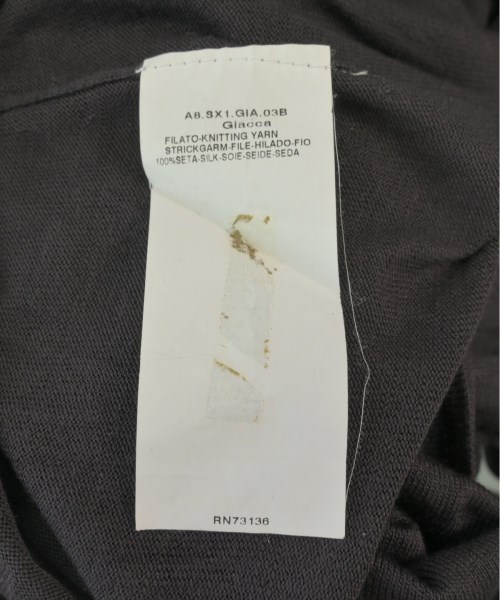 A8.SX1.GIA.03B
Giacca
FILATO-KNITTING YARN
STRICKGARM-FILE-HILADO-FIO
100%SETA-SILK-SOIE-SEIDE-SEDA
RN73136